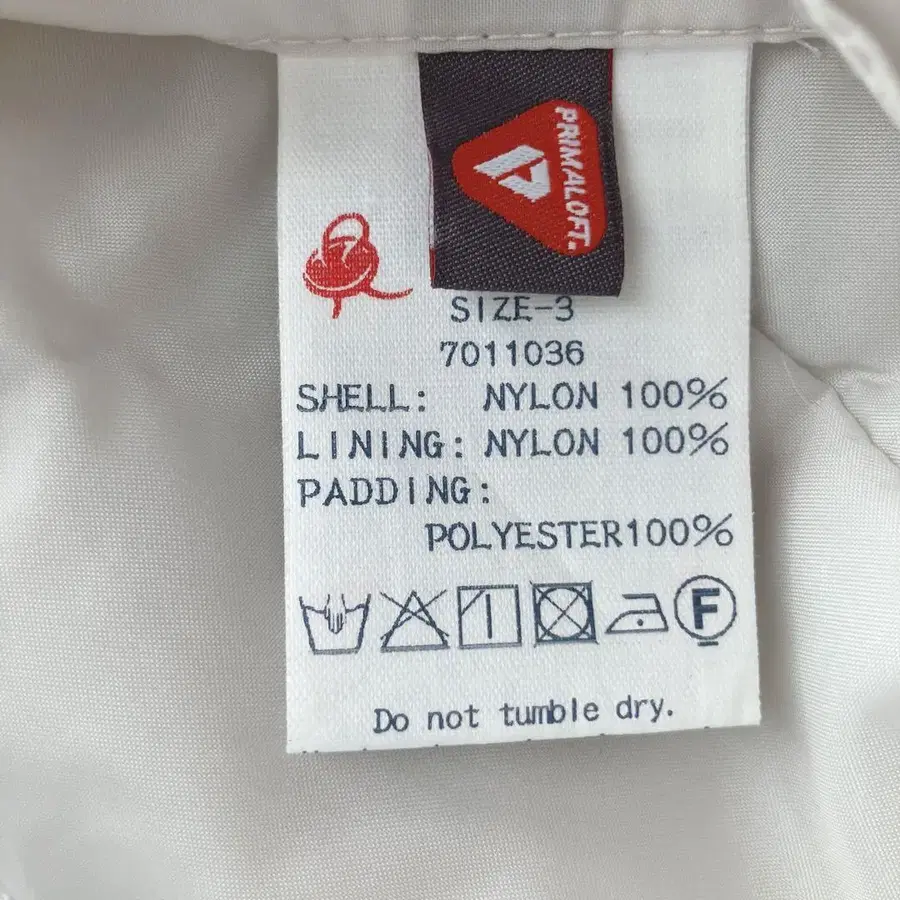 PRIMALOFT.
SIZE-3
7011036
SHELL: NYLON 100%
LINING: NYLON 100%
PADDING:
POLYESTER100%
F
Do not tumble dry.